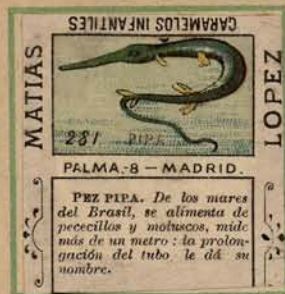 CARAMELOS INFANTILES
MATIAS
LOPEZ
281 PIPA
PALMA.-8 — MADRID.
PEZ PIPA. De los mares
del Brasil, se alimenta de
pececillos y moluscos, mide
más de un metro : la prolon-
gación del tubo le dá su
nombre.